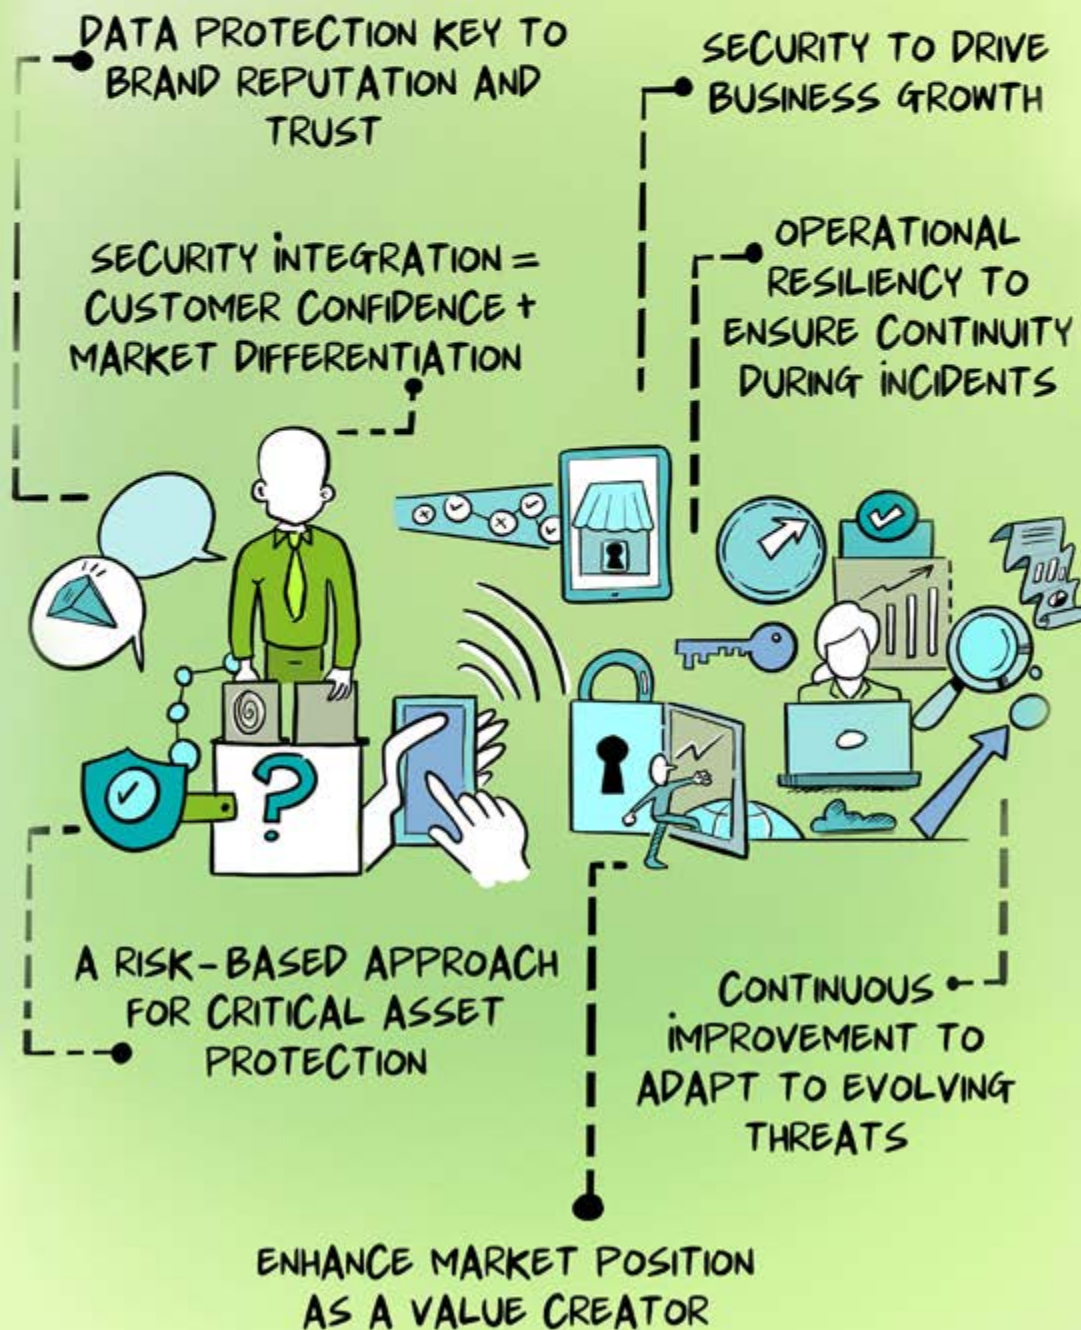 DATA PROTECTION KEY TO
BRAND REPUTATION AND
TRUST
SECURITY TO DRIVE
BUSINESS GROWTH
SECURITY INTEGRATION =
CUSTOMER CONFIDENCE +
MARKET DIFFERENTIATION
OPERATIONAL
RESILIENCY TO
ENSURE CONTINUITY
DURING INCIDENTS
?
A RISK-BASED APPROACH
FOR CRITICAL ASSET
PROTECTION
CONTINUOUS
IMPROVEMENT TO
ADAPT TO EVOLVING
THREATS
ENHANCE MARKET POSITION
AS A VALUE CREATOR